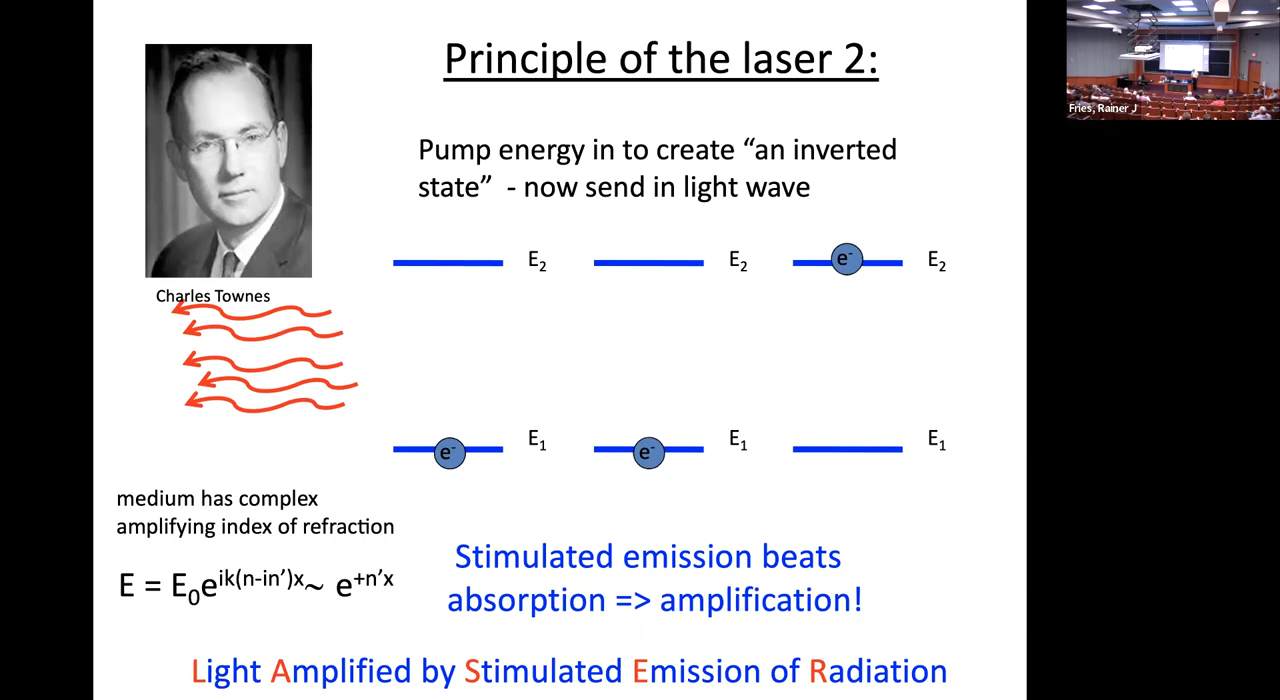 Principle of the laser 2:
Fries, Rainer J
Pump energy in to create “an inverted
state” - now send in light wave
E₂ E₂ e⁻ E₂
Charles Townes
e⁻ E₁ e⁻ E₁ E₁
medium has complex
amplifying index of refraction
E = E₀e^{ik(n-in’)x}~ e^{+n’x}
Stimulated emission beats
absorption => amplification!
Light Amplified by Stimulated Emission of Radiation